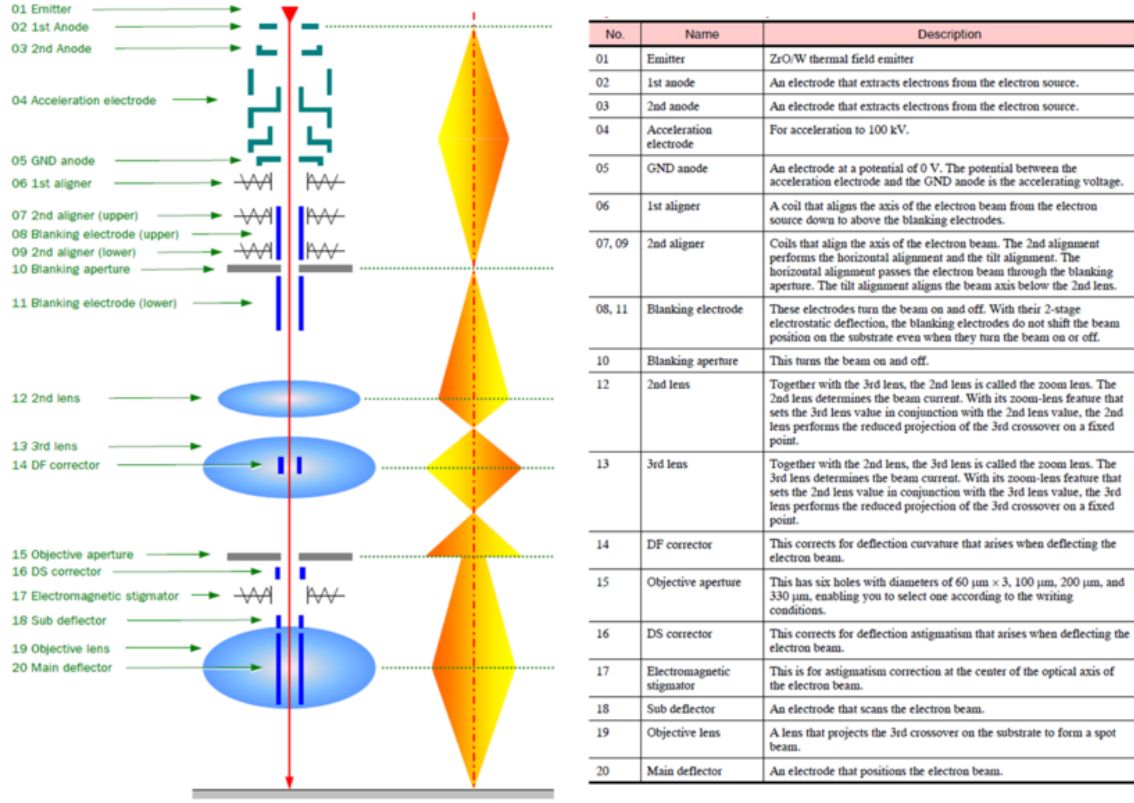 01 Emitter
02 1st Anode
03 2nd Anode
04 Acceleration electrode
05 GND anode
06 1st aligner
07 2nd aligner (upper)
08 Blanking electrode (upper)
09 2nd aligner (lower)
10 Blanking aperture
11 Blanking electrode (lower)
12 2nd lens
13 3rd lens
14 DF corrector
15 Objective aperture
16 DS corrector
17 Electromagnetic stigmator
18 Sub deflector
19 Objective lens
20 Main deflector
No. Name Description
01 Emitter ZrO/W thermal field emitter
02 1st anode An electrode that extracts electrons from the electron source.
03 2nd anode An electrode that extracts electrons from the electron source.
04 Acceleration For acceleration to 100 kV.
electrode
05 GND anode An electrode at a potential of 0 V. The potential between the
acceleration electrode and the GND anode is the accelerating voltage.
06 1st aligner A coil that aligns the axis of the electron beam from the electron
source down to above the blanking electrodes.
07, 09 2nd aligner Coils that align the axis of the electron beam. The 2nd alignment
performs the horizontal alignment and the tilt alignment. The
horizontal alignment passes the electron beam through the blanking
aperture. The tilt alignment aligns the beam axis below the 2nd lens.
08, 11 Blanking electrode These electrodes turn the beam on and off. With their 2-stage
electrostatic deflection, the blanking electrodes do not shift the beam
position on the substrate even when they turn the beam on or off.
10 Blanking aperture This turns the beam on and off.
12 2nd lens Together with the 3rd lens, the 2nd lens is called the zoom lens. The
2nd lens determines the beam current. With its zoom-lens feature that
sets the 3rd lens value in conjunction with the 2nd lens value, the 2nd
lens performs the reduced projection of the 3rd crossover on a fixed
point.
13 3rd lens Together with the 2nd lens, the 3rd lens is called the zoom lens. The
3rd lens determines the beam current. With its zoom-lens feature that
sets the 2nd lens value in conjunction with the 3rd lens value, the 3rd
lens performs the reduced projection of the 3rd crossover on a fixed
point.
14 DF corrector This corrects for deflection curvature that arises when deflecting the
electron beam.
15 Objective aperture This has six holes with diameters of 60 µm × 3, 100 µm, 200 µm, and
330 µm, enabling you to select one according to the writing
conditions.
16 DS corrector This corrects for deflection astigmatism that arises when deflecting the
electron beam.
17 Electromagnetic This is for astigmatism correction at the center of the optical axis of
stigmator the electron beam.
18 Sub deflector An electrode that scans the electron beam.
19 Objective lens A lens that projects the 3rd crossover on the substrate to form a spot
beam.
20 Main deflector An electrode that positions the electron beam.